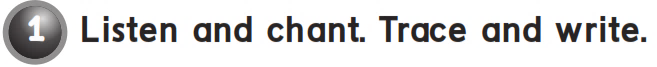 1 Listen and chant. Trace and write.